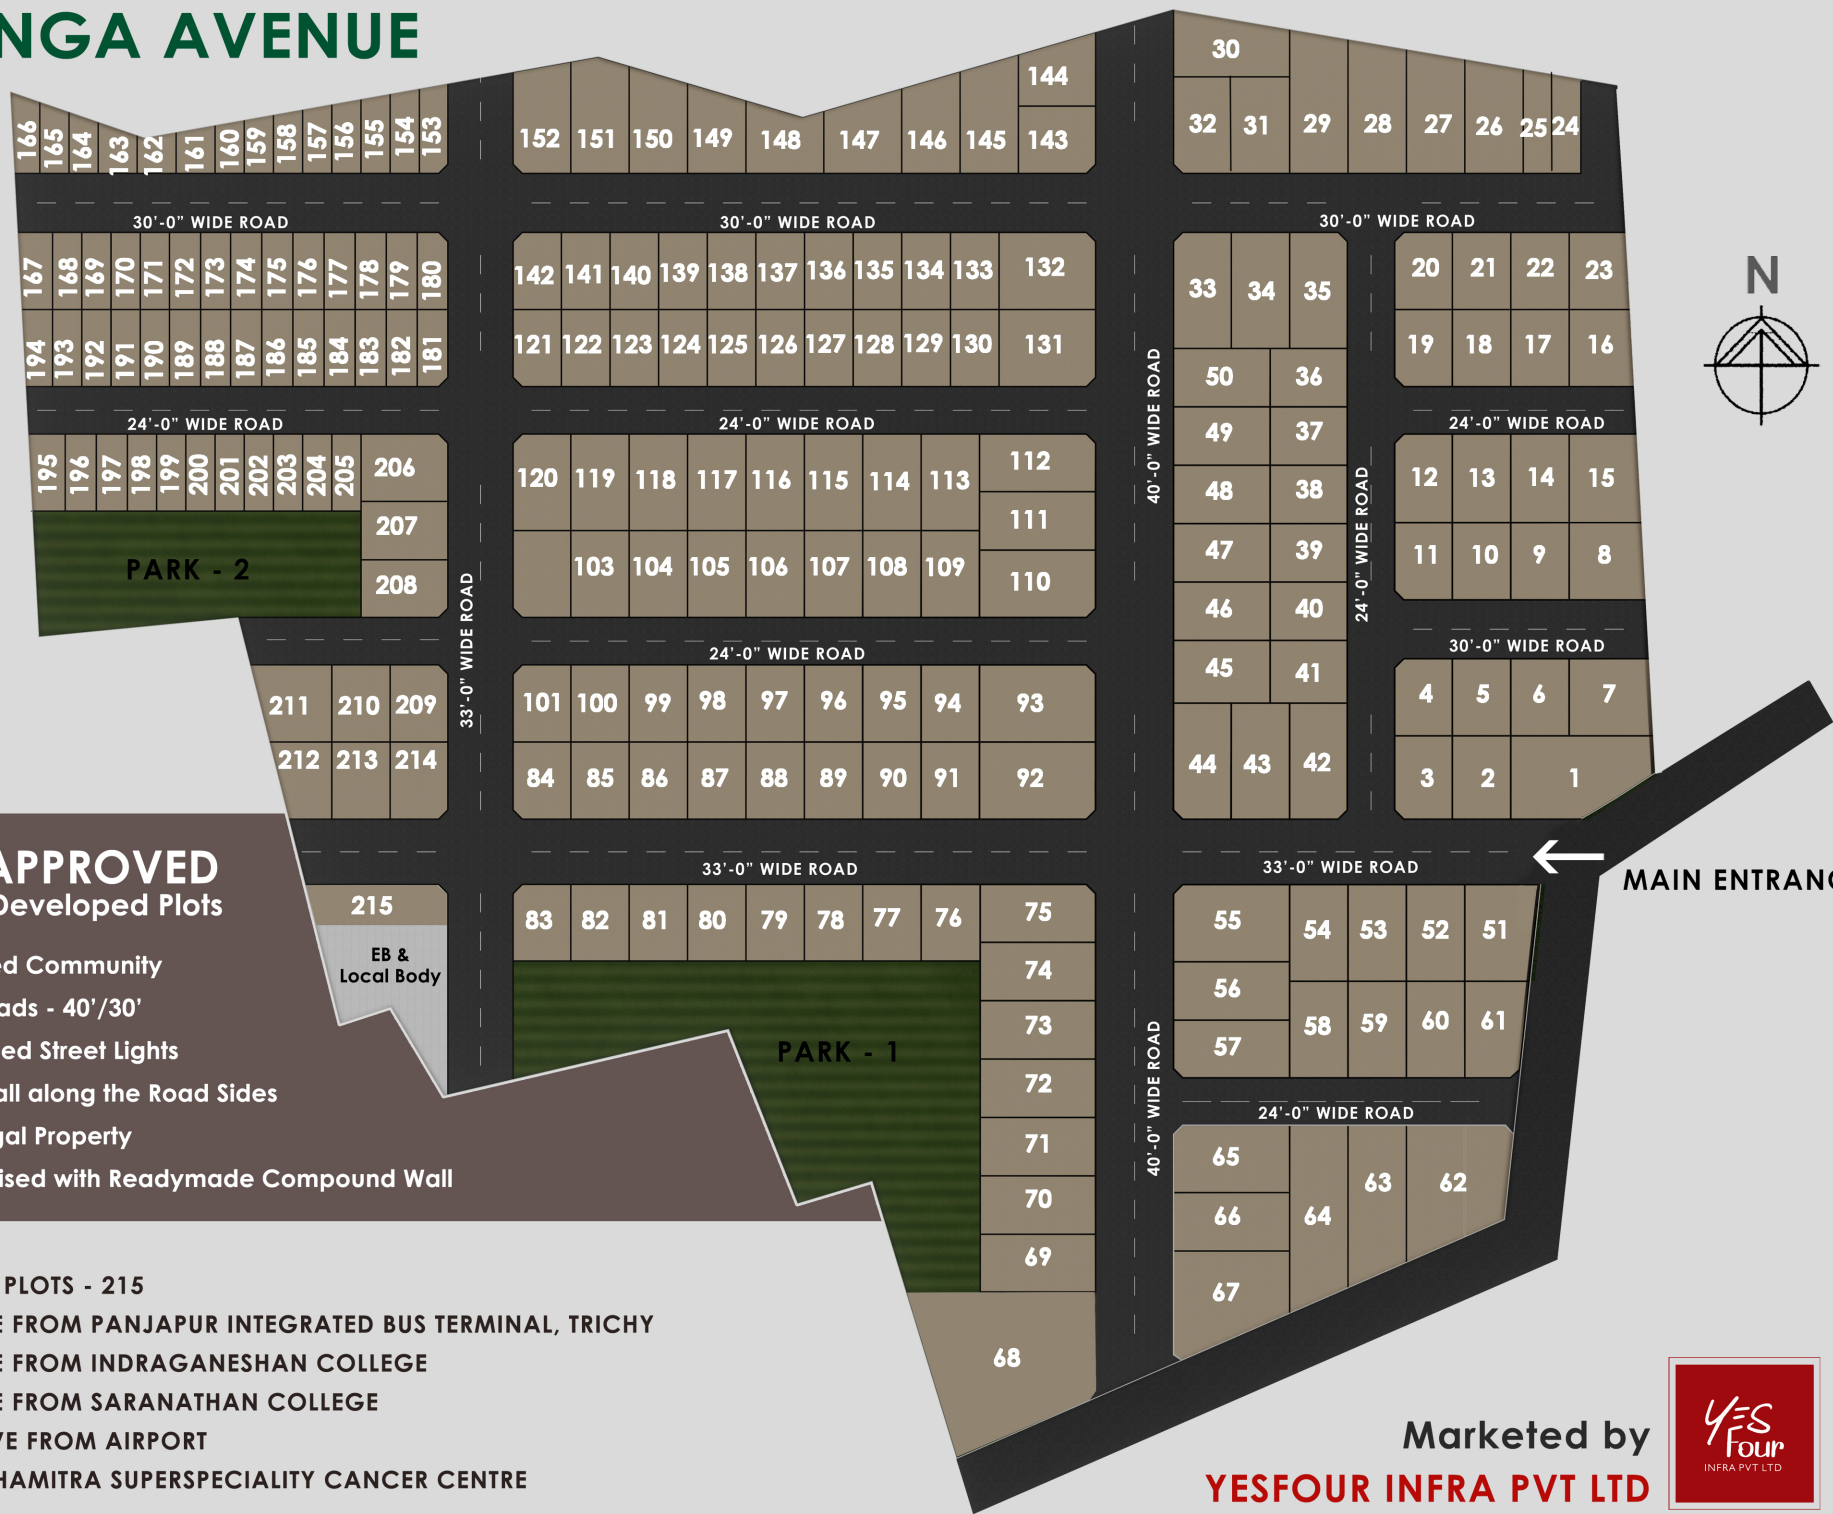 NGA AVENUE
30
144
32 31 29 28 27 26 25 24
166 165 164 163 162 161 160 159 158 157 156 155 154 153
152 151 150 149 148 147 146 145 143
30'-0" WIDE ROAD
30'-0" WIDE ROAD
30'-0" WIDE ROAD
167 168 169 170 171 172 173 174 175 176 177 178 179 180
142 141 140 139 138 137 136 135 134 133 132
33 34 35
20 21 22 23
N
194 193 192 191 190 189 188 187 186 185 184 183 182 181
121 122 123 124 125 126 127 128 129 130 131
19 18 17 16
50 36
24'-0" WIDE ROAD
24'-0" WIDE ROAD
40'-0" WIDE ROAD
24'-0" WIDE ROAD
49 37
195 196 197 198 199 200 201 202 203 204 205 206
120 119 118 117 116 115 114 113 112
48 38
12 13 14 15
207
111
PARK - 2
208
103 104 105 106 107 108 109 110
47 39
24'-0" WIDE ROAD
11 10 9 8
46 40
33'-0" WIDE ROAD
24'-0" WIDE ROAD
30'-0" WIDE ROAD
45 41
211 210 209
101 100 99 98 97 96 95 94 93
4 5 6 7
212 213 214
84 85 86 87 88 89 90 91 92
44 43 42
3 2 1
33'-0" WIDE ROAD
33'-0" WIDE ROAD
MAIN ENTRANC
APPROVED
Developed Plots
215
83 82 81 80 79 78 77 76 75
55 54 53 52 51
EB &
Local Body
ed Community
74
56
ads - 40'/30'
73
58 59 60 61
57
ed Street Lights
PARK - 1
72
40'-0" WIDE ROAD
24'-0" WIDE ROAD
all along the Road Sides
71
65
gal Property
70
66 64 63 62
ised with Readymade Compound Wall
69
67
68
PLOTS - 215
E FROM PANJAPUR INTEGRATED BUS TERMINAL, TRICHY
E FROM INDRAGANESHAN COLLEGE
E FROM SARANATHAN COLLEGE
VE FROM AIRPORT
HAMITRA SUPERSPECIALITY CANCER CENTRE
Marketed by
YESFOUR INFRA PVT LTD
YES
Four
INFRA PVT LTD